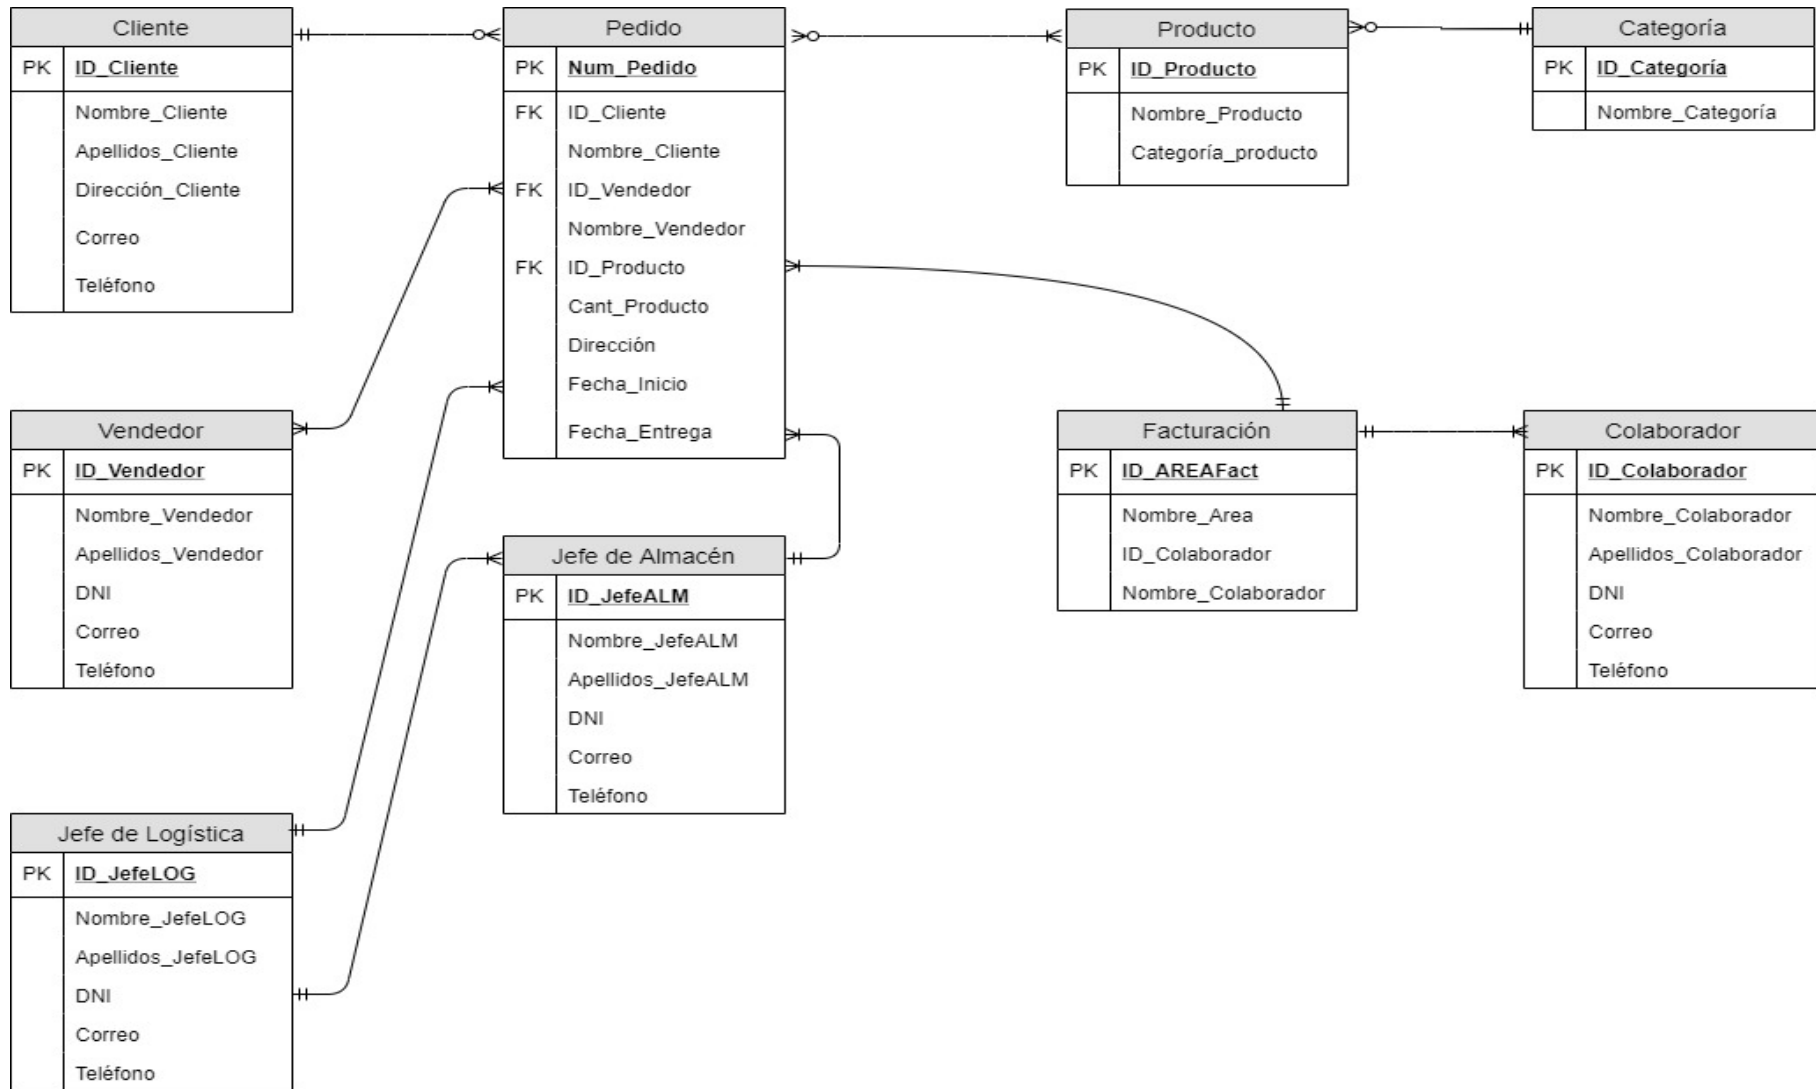 Cliente
PK ID_Cliente
Nombre_Cliente
Apellidos_Cliente
Dirección_Cliente
Correo
Teléfono
Pedido
PK Num_Pedido
FK ID_Cliente
Nombre_Cliente
FK ID_Vendedor
Nombre_Vendedor
FK ID_Producto
Cant_Producto
Dirección
Fecha_Inicio
Fecha_Entrega
Producto
PK ID_Producto
Nombre_Producto
Categoría_producto
Categoría
PK ID_Categoría
Nombre_Categoría
Vendedor
PK ID_Vendedor
Nombre_Vendedor
Apellidos_Vendedor
DNI
Correo
Teléfono
Jefe de Almacén
PK ID_JefeALM
Nombre_JefeALM
Apellidos_JefeALM
DNI
Correo
Teléfono
Facturación
PK ID_AREAFact
Nombre_Area
ID_Colaborador
Nombre_Colaborador
Colaborador
PK ID_Colaborador
Nombre_Colaborador
Apellidos_Colaborador
DNI
Correo
Teléfono
Jefe de Logística
PK ID_JefeLOG
Nombre_JefeLOG
Apellidos_JefeLOG
DNI
Correo
Teléfono